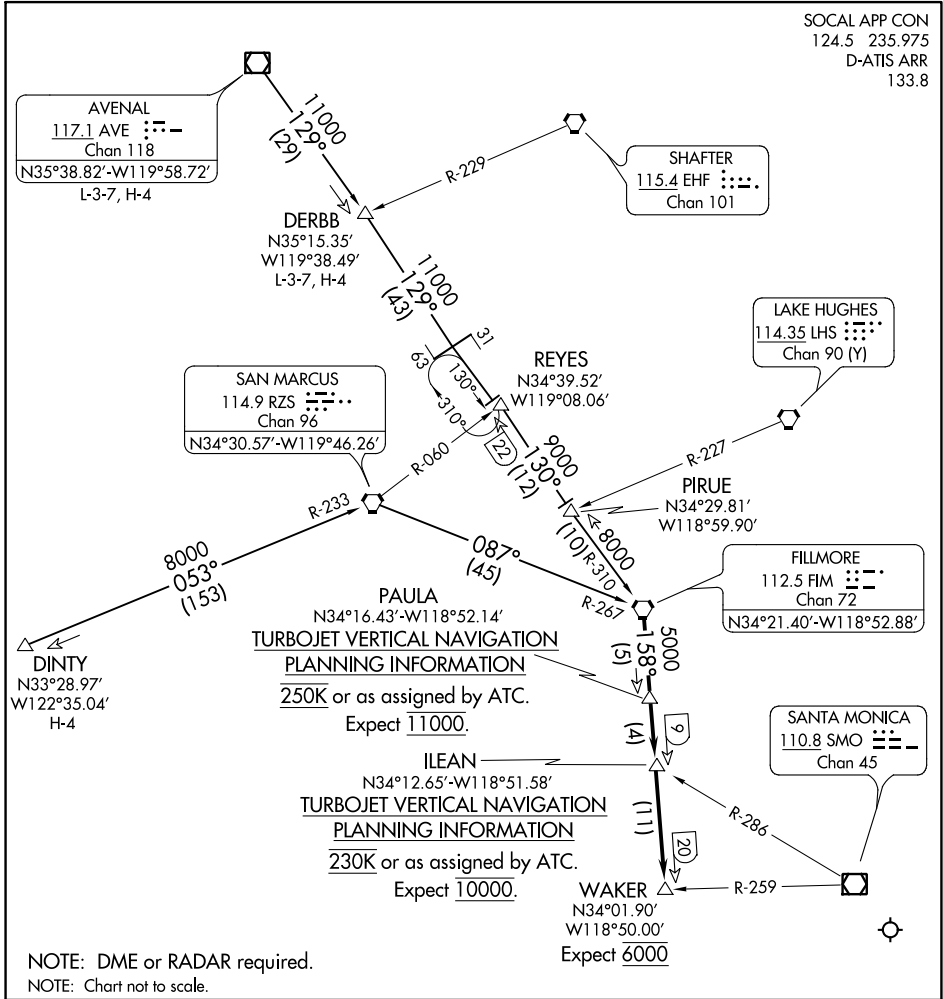 SOCAL APP CON
124.5 235.975
D-ATIS ARR
133.8
AVENAL
117.1 AVE
Chan 118
N35°38.82'-W119°58.72'
L-3-7, H-4
11000
129°
(29)
R-229
SHAFTER
115.4 EHF
Chan 101
DERBB
N35°15.35'
W119°38.49'
L-3-7, H-4
11000
129°
(43)
LAKE HUGHES
114.35 LHS
Chan 90 (Y)
31
63
130°
310°
REYES
N34°39.52'
W119°08.06'
22
SAN MARCUS
114.9 RZS
Chan 96
N34°30.57'-W119°46.26'
R-060
R-233
9000
130°
(12)
R-227
PIRUE
N34°29.81'
W118°59.90'
8000
(10)
R-310
8000
053°
(153)
087°
(45)
R-267
FILLMORE
112.5 FIM
Chan 72
N34°21.40'-W118°52.88'
DINTY
N33°28.97'
W122°35.04'
H-4
PAULA
N34°16.43'-W118°52.14'
TURBOJET VERTICAL NAVIGATION
PLANNING INFORMATION
250K or as assigned by ATC.
Expect 11000.
5000
158°
(5)
(4)
9
ILEAN
N34°12.65'-W118°51.58'
TURBOJET VERTICAL NAVIGATION
PLANNING INFORMATION
230K or as assigned by ATC.
Expect 10000.
(11)
20
SANTA MONICA
110.8 SMO
Chan 45
R-286
R-259
WAKER
N34°01.90'
W118°50.00'
Expect 6000
NOTE: DME or RADAR required.
NOTE: Chart not to scale.